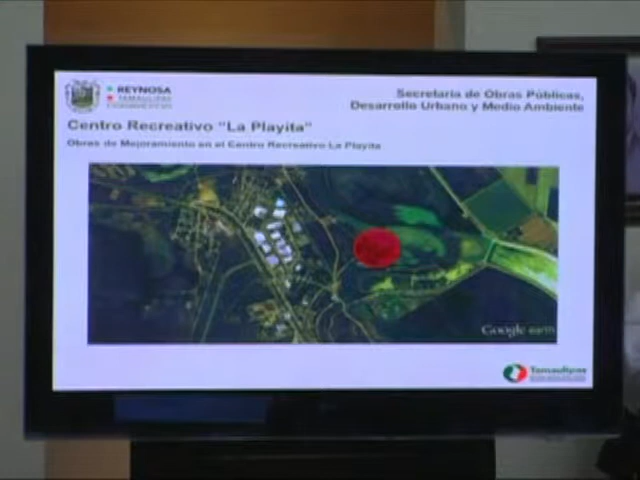 REYNOSA
TAMAULIPAS
Secretaría de Obras Públicas,
Desarrollo Urbano y Medio Ambiente
Centro Recreativo "La Playita"
Obras de Mejoramiento en el Centro Recreativo La Playita
Google earth
Tamaulipas